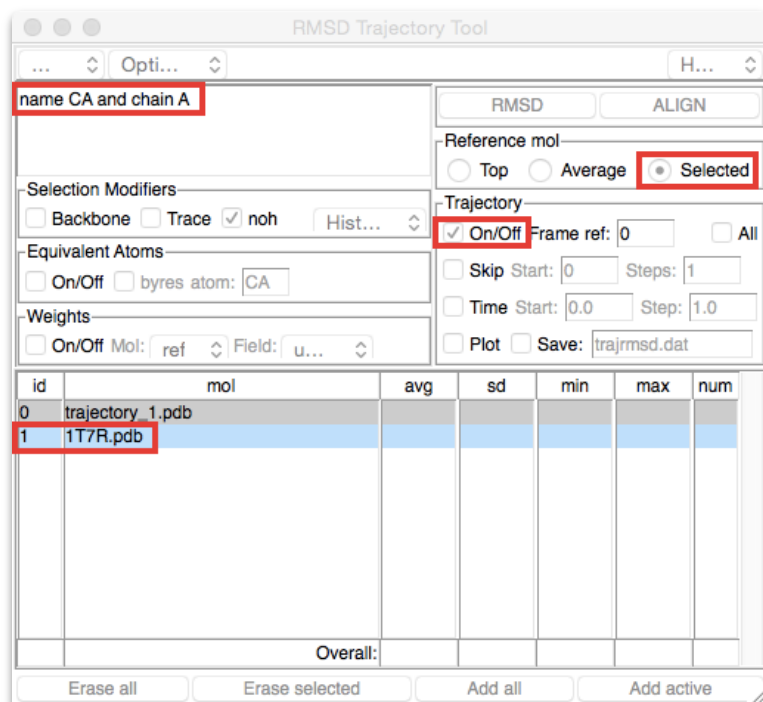 RMSD Trajectory Tool
... Opti... H...
name CA and chain A
RMSD ALIGN
Reference mol
Top Average Selected
Selection Modifiers
Backbone Trace noh Hist...
Trajectory
On/Off Frame ref: 0 All
Equivalent Atoms
On/Off byres atom: CA
Skip Start: 0 Steps: 1
Time Start: 0.0 Step: 1.0
Weights
On/Off Mol: ref Field: u...
Plot Save: trajrmsd.dat
id mol avg sd min max num
0 trajectory_1.pdb
1 1T7R.pdb
Overall:
Erase all Erase selected Add all Add active